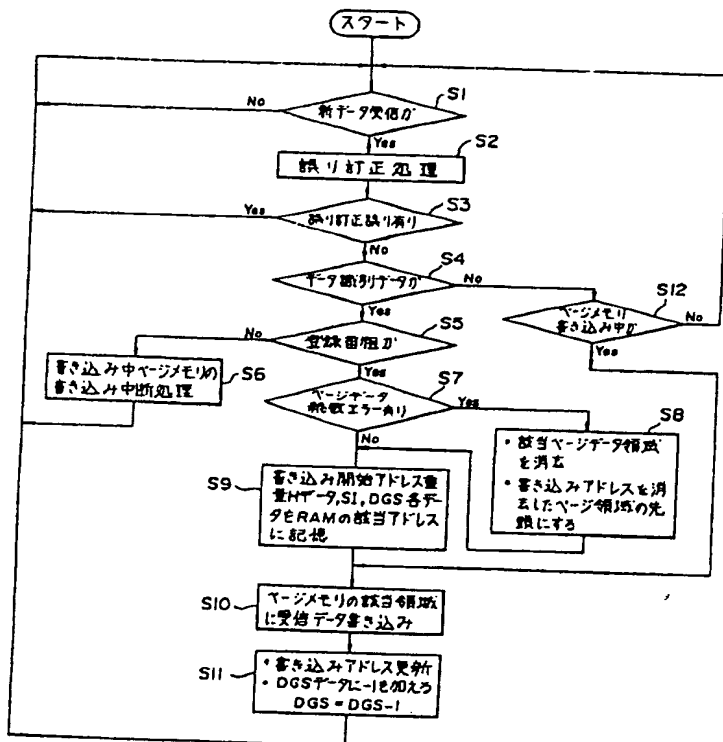 スタート
S1
新データ受信か
No
Yes
S2
誤り訂正処理
S3
誤り訂正誤り有り
Yes
No
S4
データ識別データか
No
Yes
S12
ページメモリ
書き込み中か
No
Yes
S5
登録番組か
No
Yes
書き込み中ページメモリの
書き込み中断処理
S6
S7
ページデータ
エラー有り
Yes
No
S8
・該当ページデータ領域
を消去
・書き込みアドレスを消
去したページ領域の先
頭にする
S9
書き込み開始アドレス
Hデータ,SI,DGS各デー
タをRAMの該当アドレス
に記憶
S10
ページメモリの該当領域
に受信データ書き込み
S11
・書き込みアドレス更新
・DGSデータに-1を加えろ
DGS=DGS-1